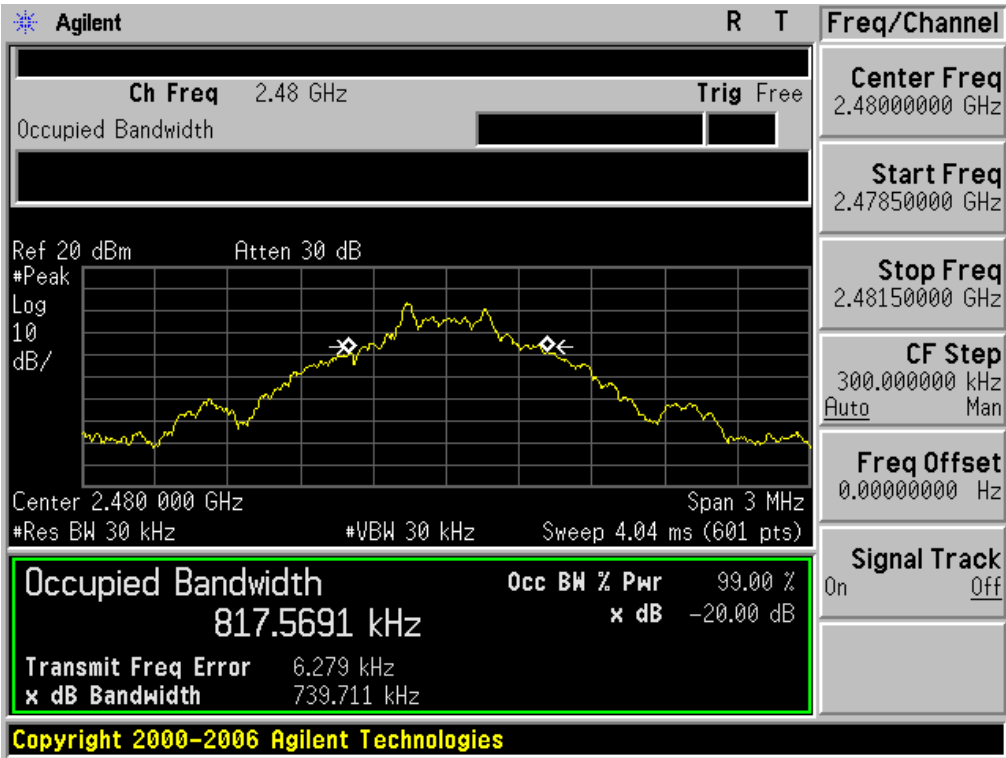 Agilent R T
Ch Freq 2.48 GHz Trig Free
Occupied Bandwidth
Ref 20 dBm Atten 30 dB
#Peak
Log
10
dB/
Center 2.480 000 GHz Span 3 MHz
#Res BW 30 kHz #VBW 30 kHz Sweep 4.04 ms (601 pts)
Occupied Bandwidth Occ BW % Pwr 99.00 %
817.5691 kHz x dB -20.00 dB
Transmit Freq Error 6.279 kHz
x dB Bandwidth 739.711 kHz
Copyright 2000-2006 Agilent Technologies
Freq/Channel
Center Freq
2.48000000 GHz
Start Freq
2.47850000 GHz
Stop Freq
2.48150000 GHz
CF Step
300.000000 kHz
Auto Man
Freq Offset
0.00000000 Hz
Signal Track
On Off